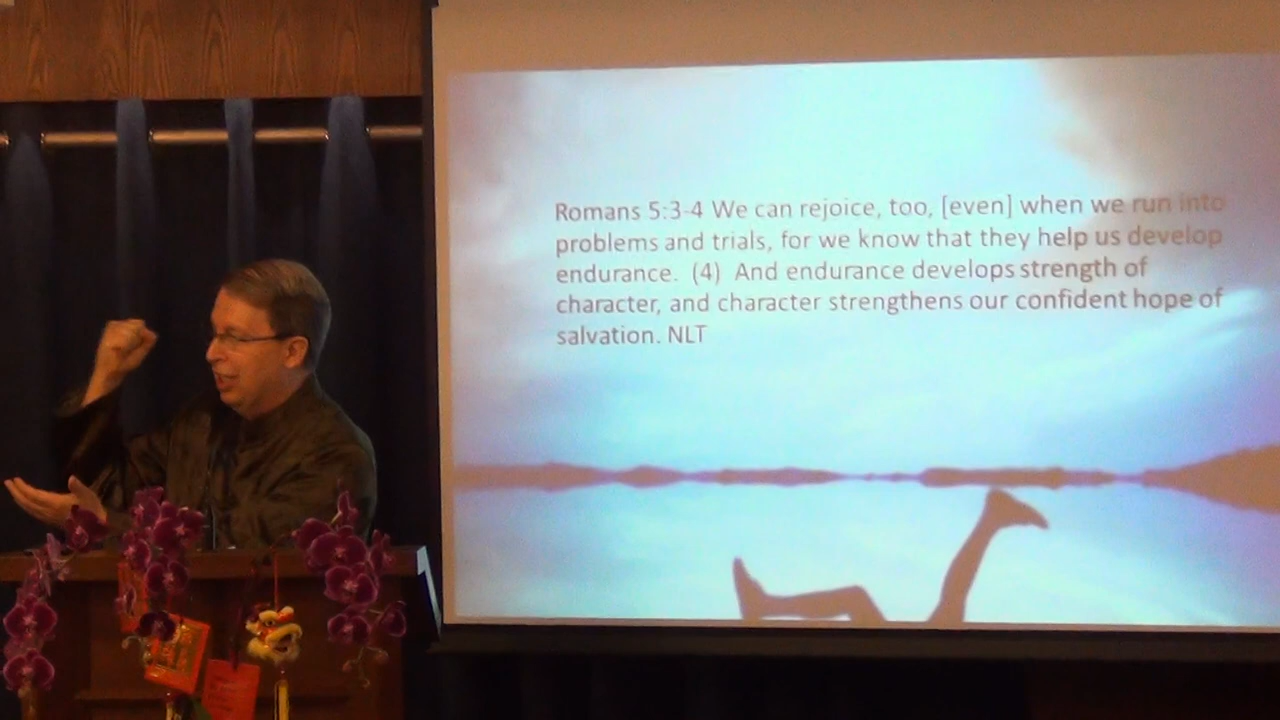 Romans 5:3-4 We can rejoice, too, [even] when we run into
problems and trials, for we know that they help us develop
endurance.  (4)  And endurance develops strength of
character, and character strengthens our confident hope of
salvation. NLT